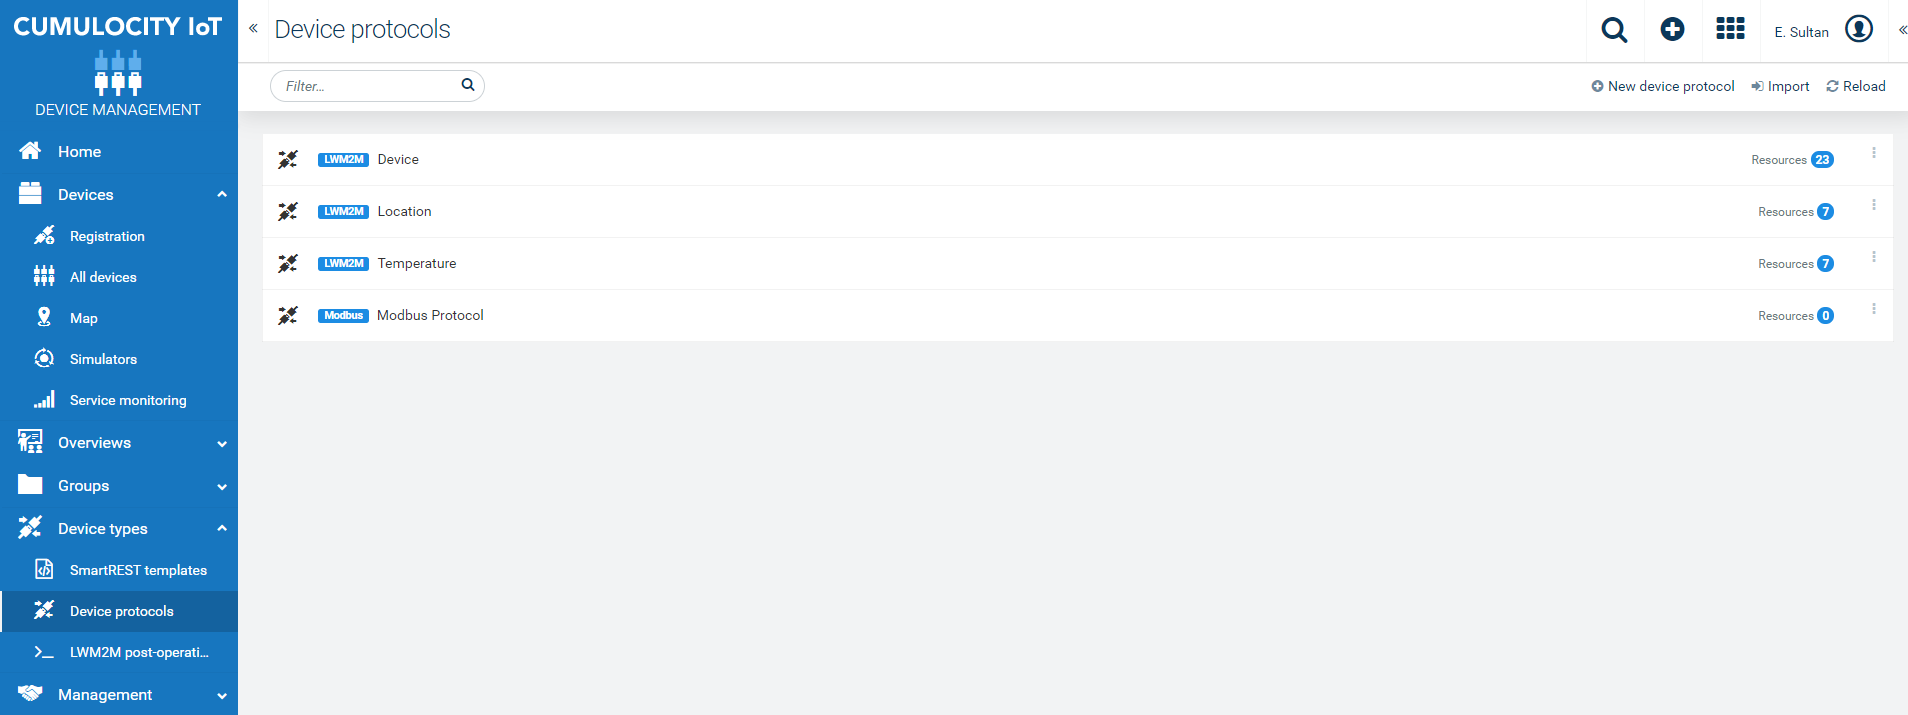 CUMULOCITY IoT
DEVICE MANAGEMENT
Home
Devices
Registration
All devices
Map
Simulators
Service monitoring
Overviews
Groups
Device types
SmartREST templates
Device protocols
LWM2M post-operati...
Management
Device protocols
E. Sultan
Filter...
New device protocol Import Reload
LWM2M Device Resources 23
LWM2M Location Resources 7
LWM2M Temperature Resources 7
Modbus Modbus Protocol Resources 0